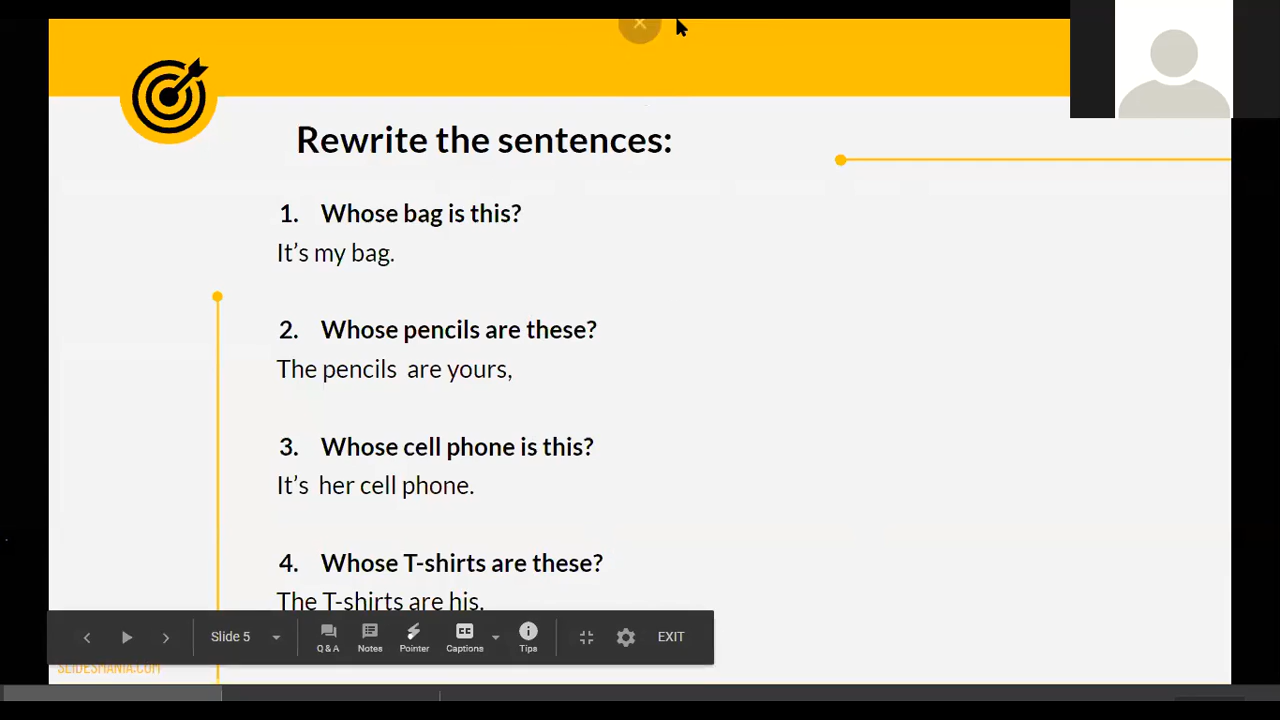 Rewrite the sentences:
1. Whose bag is this?
It’s my bag.
2. Whose pencils are these?
The pencils are yours,
3. Whose cell phone is this?
It’s her cell phone.
4. Whose T-shirts are these?
The T-shirts are his.
Slide 5
Q & A
Notes
Pointer
CC
Captions
Tips
EXIT
SLIDESMANIA.COM